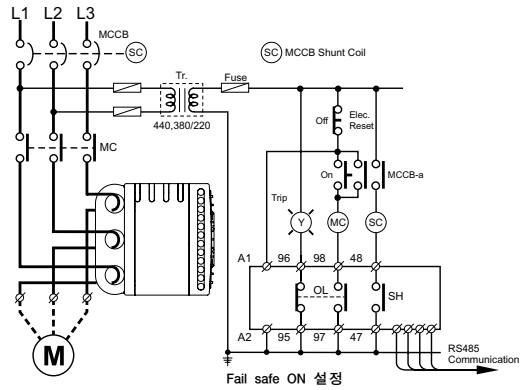 L1 L2 L3
MCCB
SC
SC MCCB Shunt Coil
Tr.
Fuse
440,380/220
Off
Elec.
Reset
MC
On
MCCB-a
Trip
Y
MC
SC
A1 96 98 48
OL
SH
A2 95 97 47
RS485
Communication
M
Fail safe ON 설정